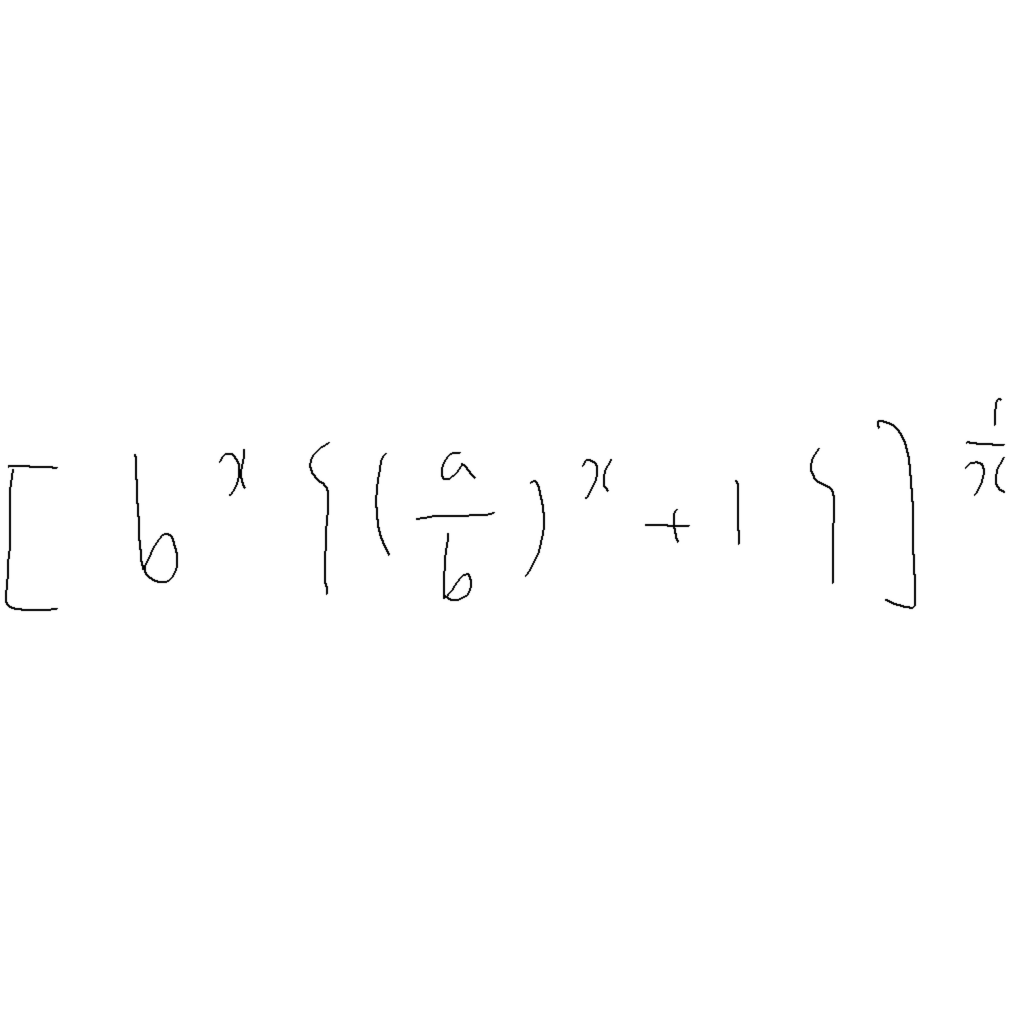 [ b^x { ( a/b )^x + 1 } ]^{1/x}